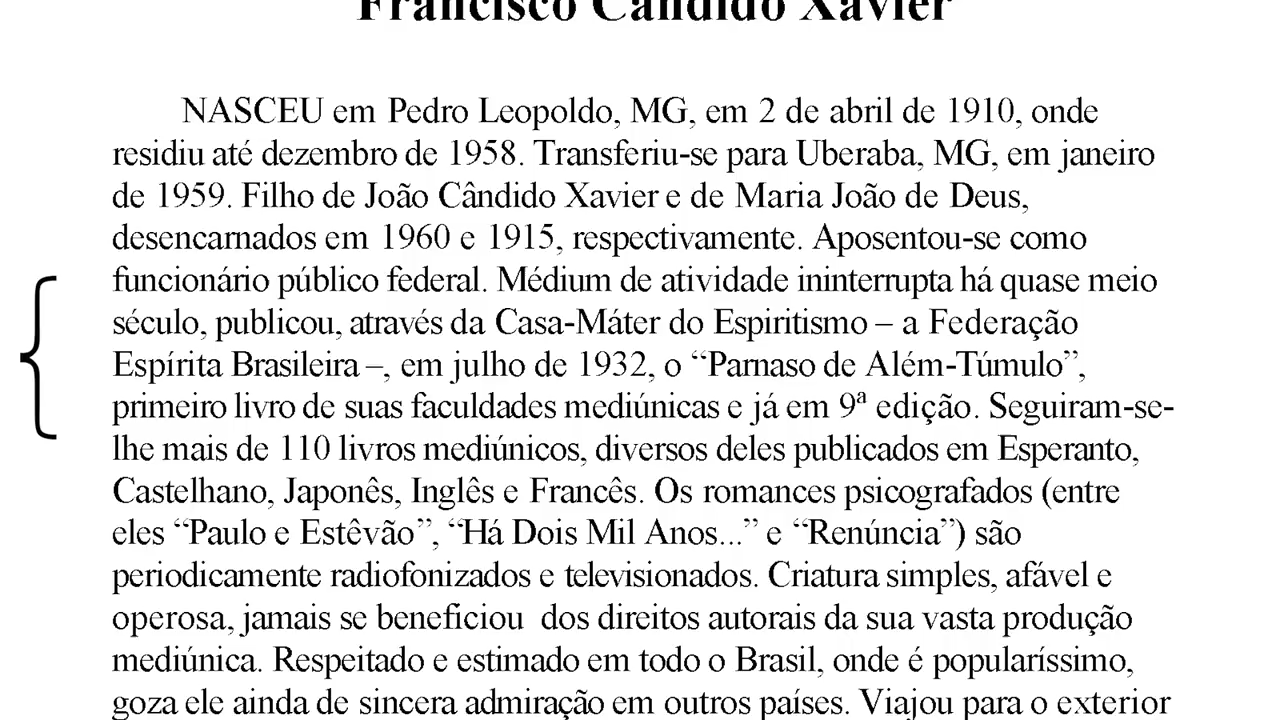 Francisco Cândido Xavier
NASCEU em Pedro Leopoldo, MG, em 2 de abril de 1910, onde
residiu até dezembro de 1958. Transferiu-se para Uberaba, MG, em janeiro
de 1959. Filho de João Cândido Xavier e de Maria João de Deus,
desencarnados em 1960 e 1915, respectivamente. Aposentou-se como
funcionário público federal. Médium de atividade ininterrupta há quase meio
século, publicou, através da Casa-Máter do Espiritismo – a Federação
Espírita Brasileira –, em julho de 1932, o “Parnaso de Além-Túmulo”,
primeiro livro de suas faculdades mediúnicas e já em 9ª edição. Seguiram-se-
lhe mais de 110 livros mediúnicos, diversos deles publicados em Esperanto,
Castelhano, Japonês, Inglês e Francês. Os romances psicografados (entre
eles “Paulo e Estêvão”, “Há Dois Mil Anos...” e “Renúncia”) são
periodicamente radiofonizados e televisionados. Criatura simples, afável e
operosa, jamais se beneficiou dos direitos autorais da sua vasta produção
mediúnica. Respeitado e estimado em todo o Brasil, onde é popularíssimo,
goza ele ainda de sincera admiração em outros países. Viajou para o exterior